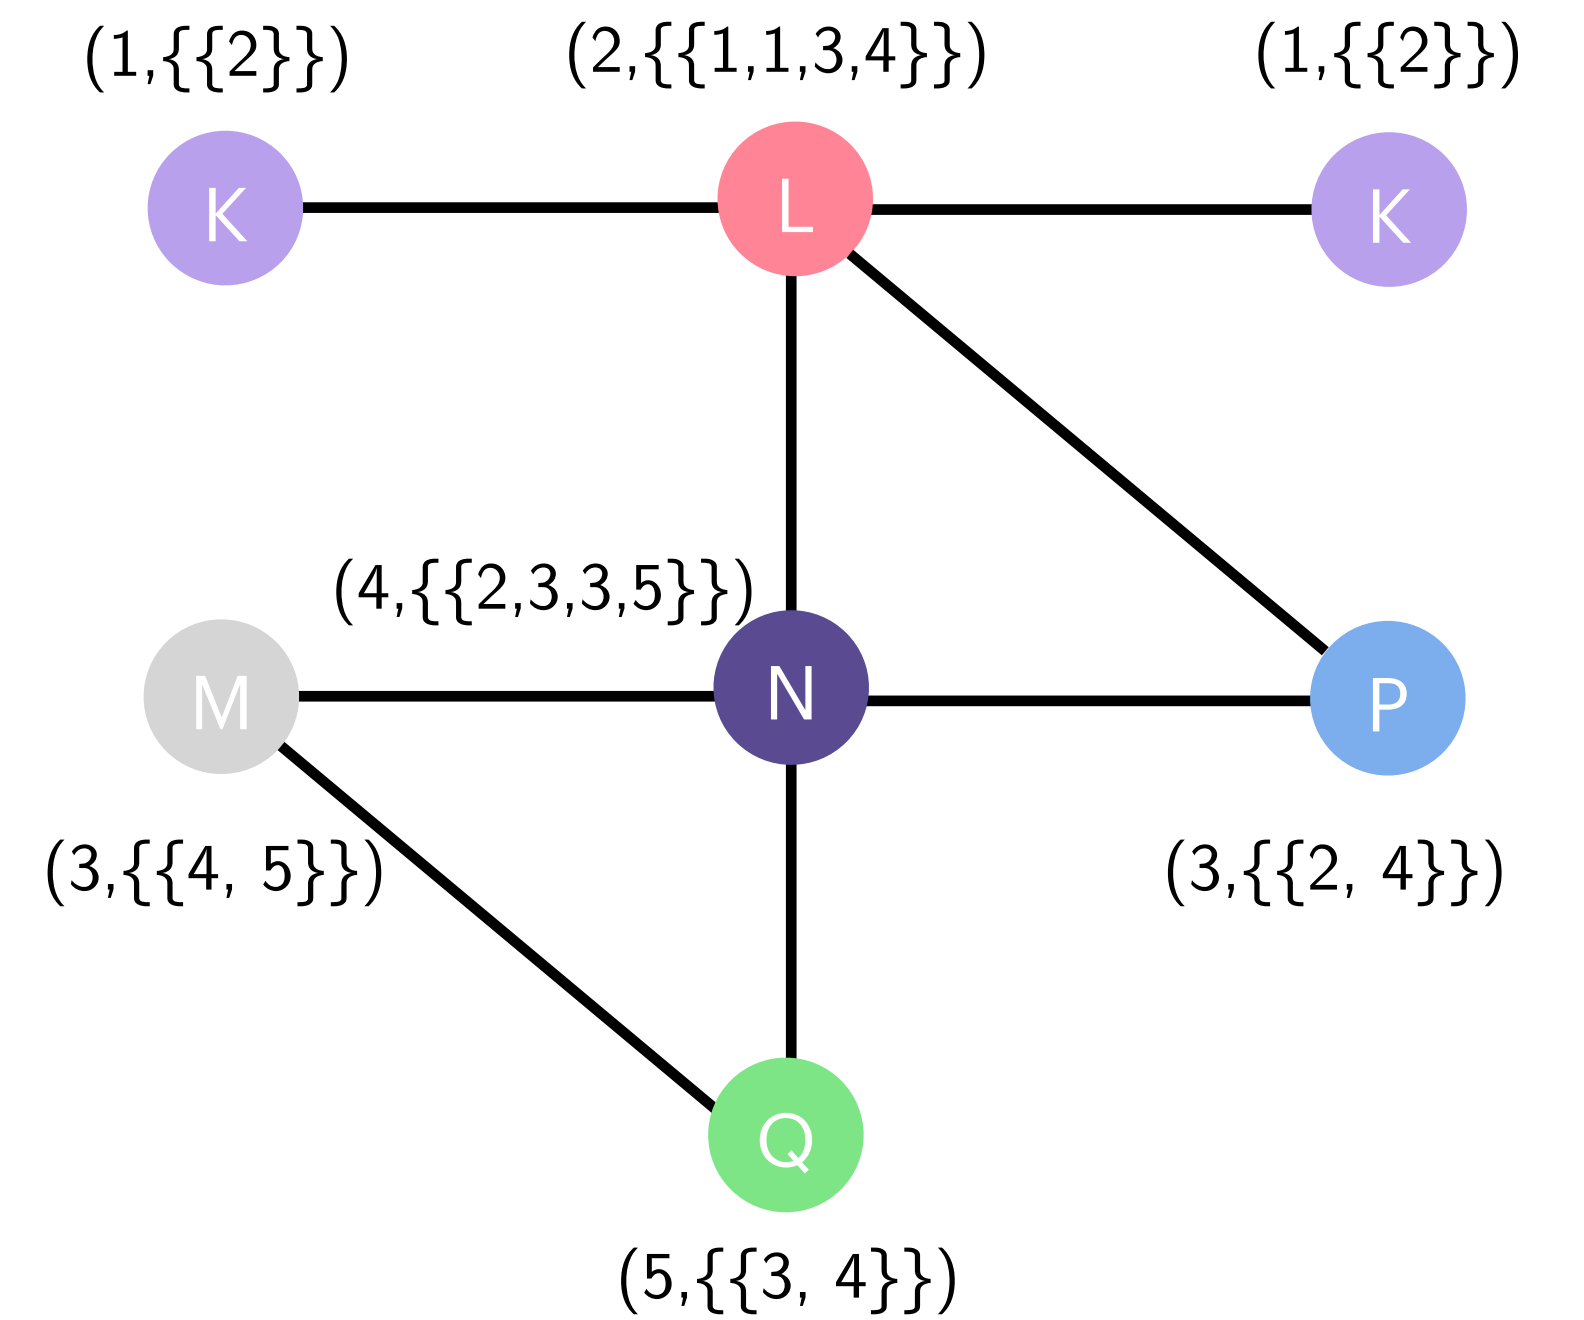 (1,{{2}}) (2,{{1,1,3,4}}) (1,{{2}})
K L K
(4,{{2,3,3,5}})
M N P
(3,{{4, 5}}) (3,{{2, 4}})
Q
(5,{{3, 4}})